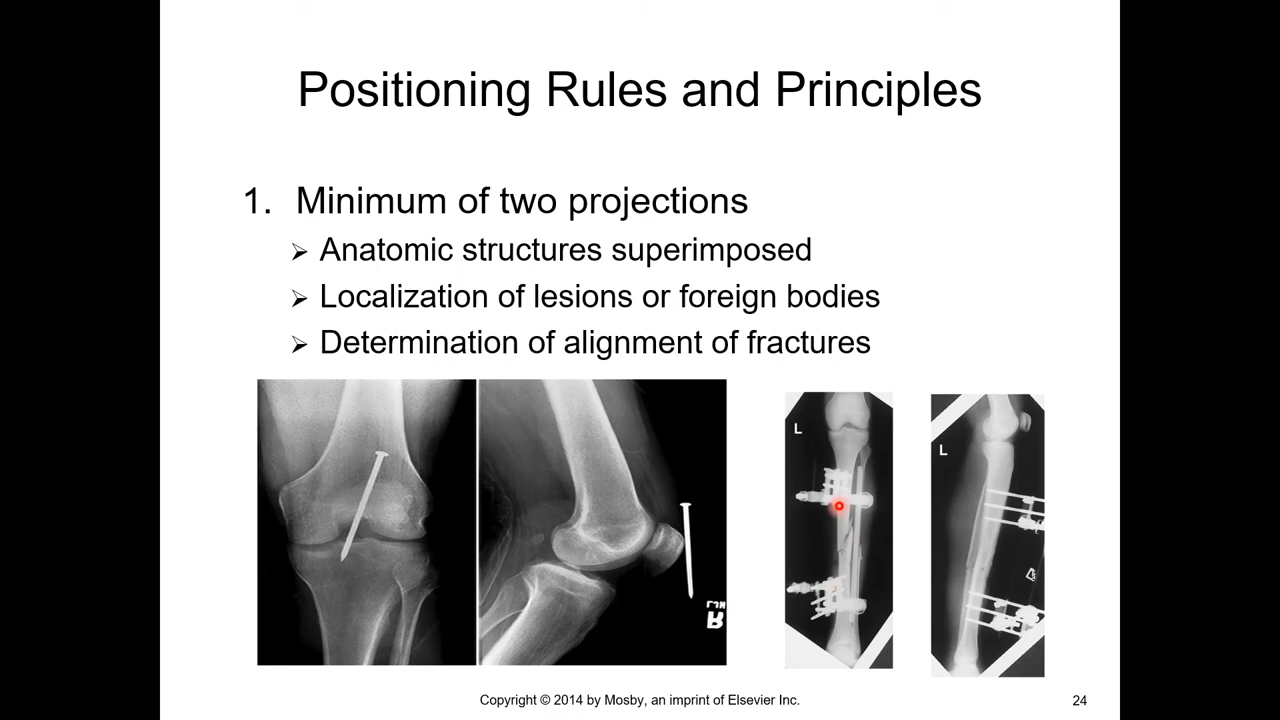 Positioning Rules and Principles
1. Minimum of two projections
➢ Anatomic structures superimposed
➢ Localization of lesions or foreign bodies
➢ Determination of alignment of fractures
L
L
R
Copyright © 2014 by Mosby, an imprint of Elsevier Inc.
24